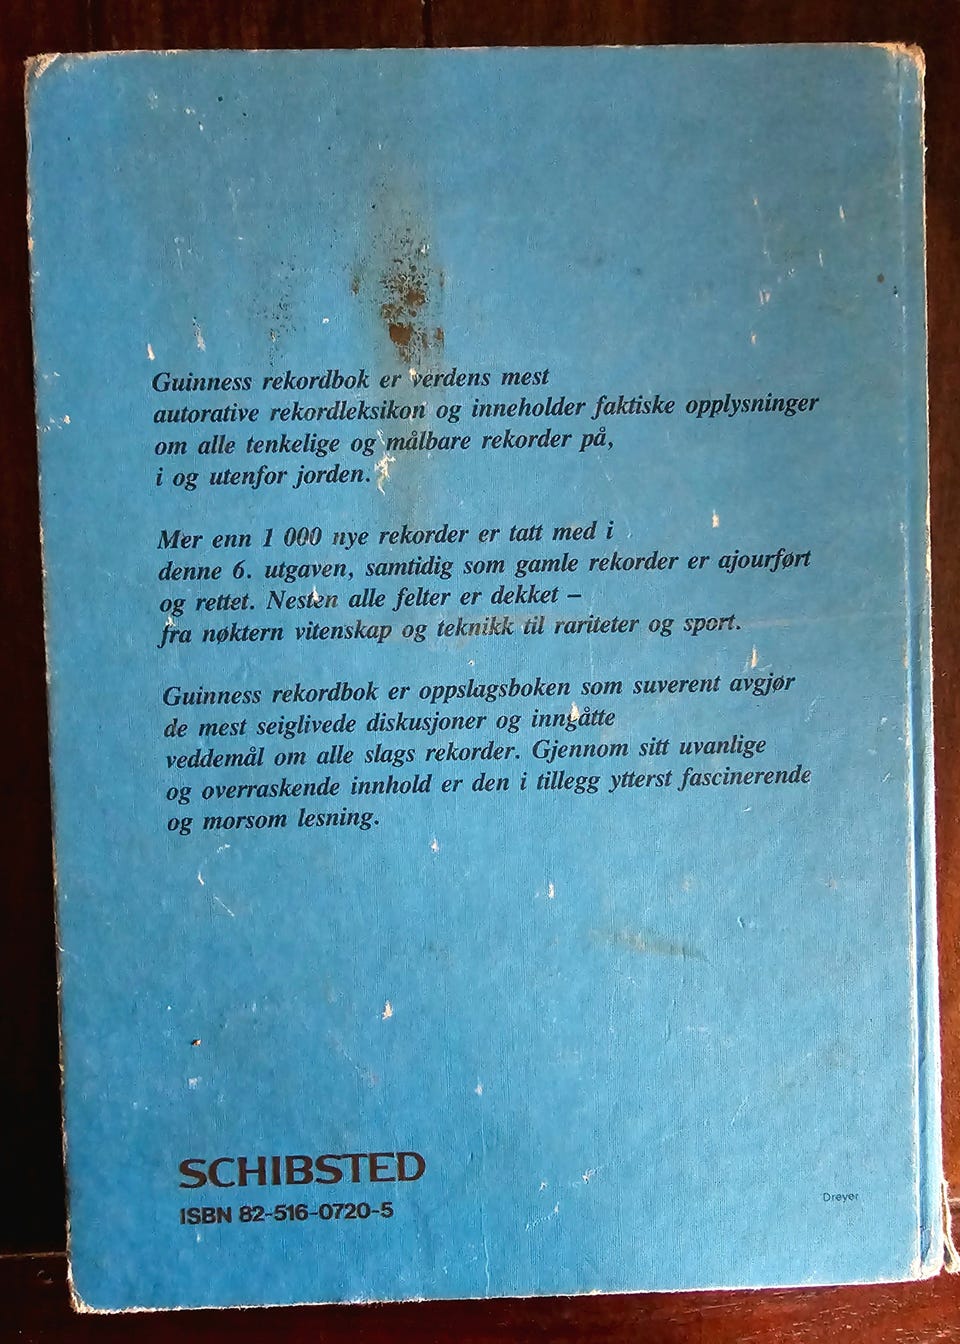 Guinness rekordbok er verdens mest
autorative rekordleksikon og inneholder faktiske opplysninger
om alle tenkelige og målbare rekorder på,
i og utenfor jorden.
Mer enn 1 000 nye rekorder er tatt med i
denne 6. utgaven, samtidig som gamle rekorder er ajourført
og rettet. Nesten alle felter er dekket –
fra nøktern vitenskap og teknikk til rariteter og sport.
Guinness rekordbok er oppslagsboken som suverent avgjør
de mest seiglivede diskusjoner og inngåtte
veddemål om alle slags rekorder. Gjennom sitt uvanlige
og overraskende innhold er den i tillegg ytterst fascinerende
og morsom lesning.
SCHIBSTED
ISBN 82-516-0720-5
Dreyer